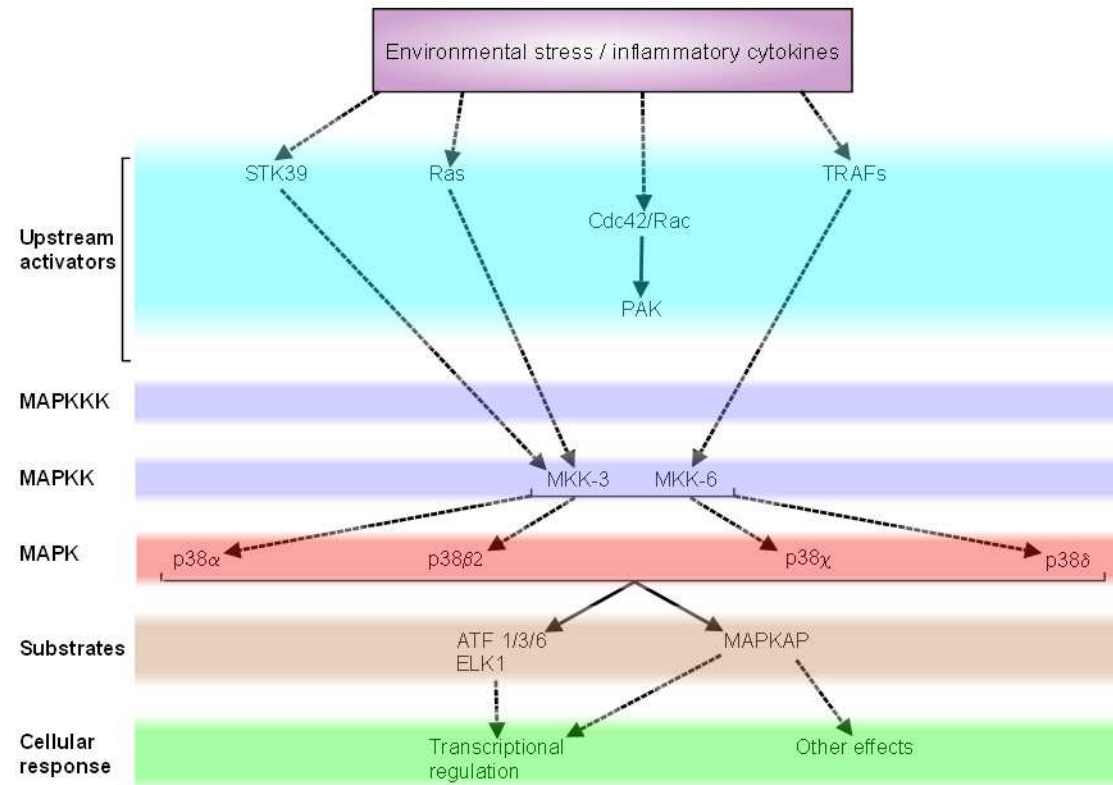 Environmental stress / inflammatory cytokines
STK39
Ras
TRAFs
Cdc42/Rac
Upstream
activators
PAK
MAPKKK
MAPKK
MKK-3
MKK-6
MAPK
p38α
p38β2
p38χ
p38δ
Substrates
ATF 1/3/6
ELK1
MAPKAP
Cellular
response
Transcriptional
regulation
Other effects